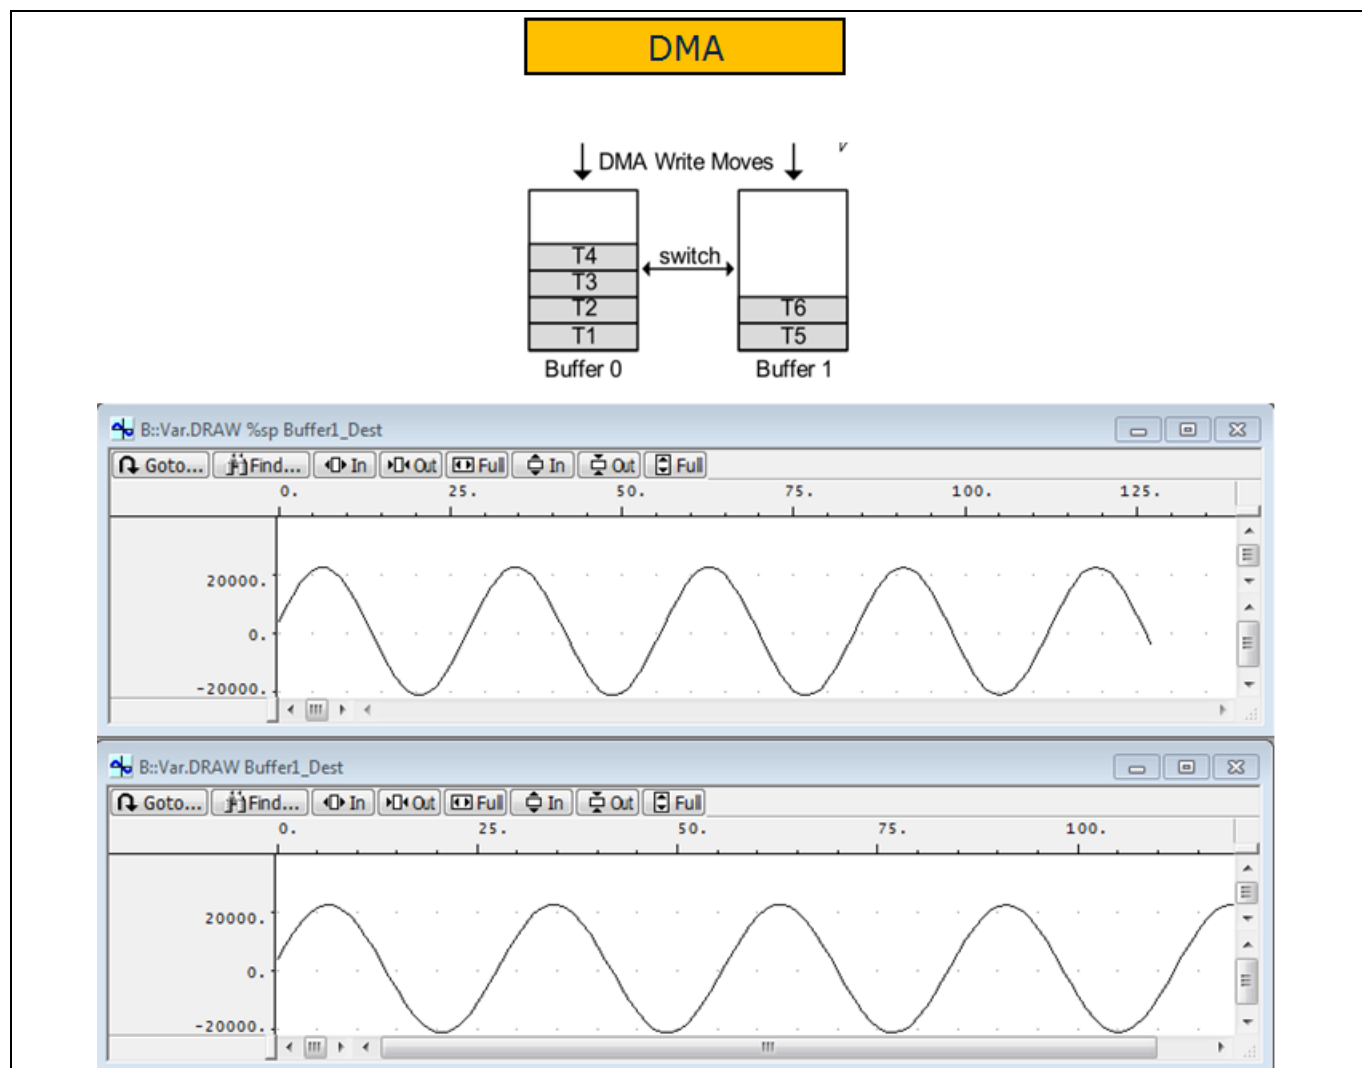 DMA
DMA Write Moves
T4
T3
T2
T1
switch
T6
T5
Buffer 0
Buffer 1
B::Var.DRAW %sp Buffer1_Dest
Goto... Find... In Out Full In Out Full
0. 25. 50. 75. 100. 125.
20000.
0.
-20000.
B::Var.DRAW Buffer1_Dest
Goto... Find... In Out Full In Out Full
0. 25. 50. 75. 100.
20000.
0.
-20000.